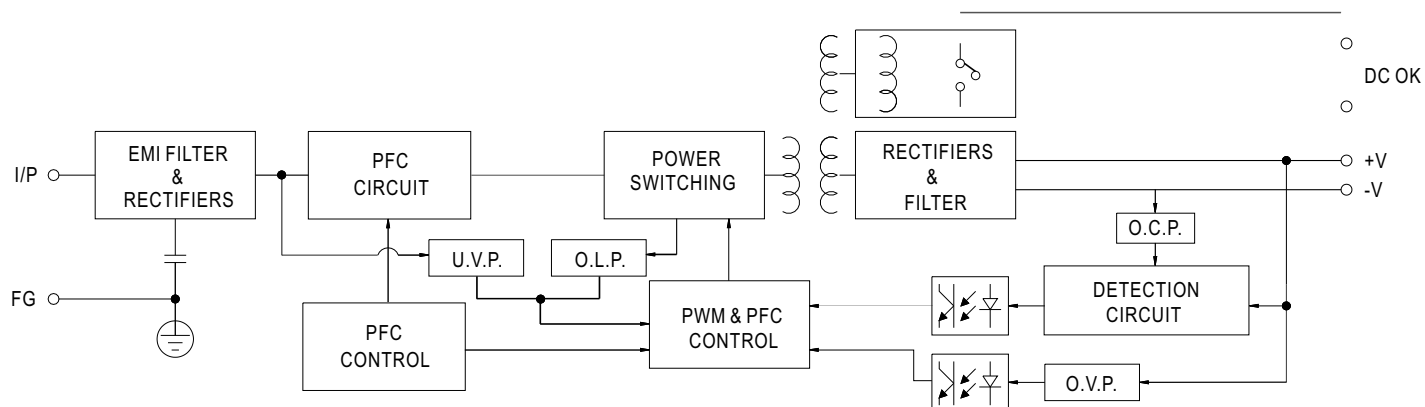 DC OK
I/P
EMI FILTER
&
RECTIFIERS
PFC
CIRCUIT
POWER
SWITCHING
RECTIFIERS
&
FILTER
+V
-V
O.C.P.
U.V.P.
O.L.P.
FG
PFC
CONTROL
PWM & PFC
CONTROL
DETECTION
CIRCUIT
O.V.P.